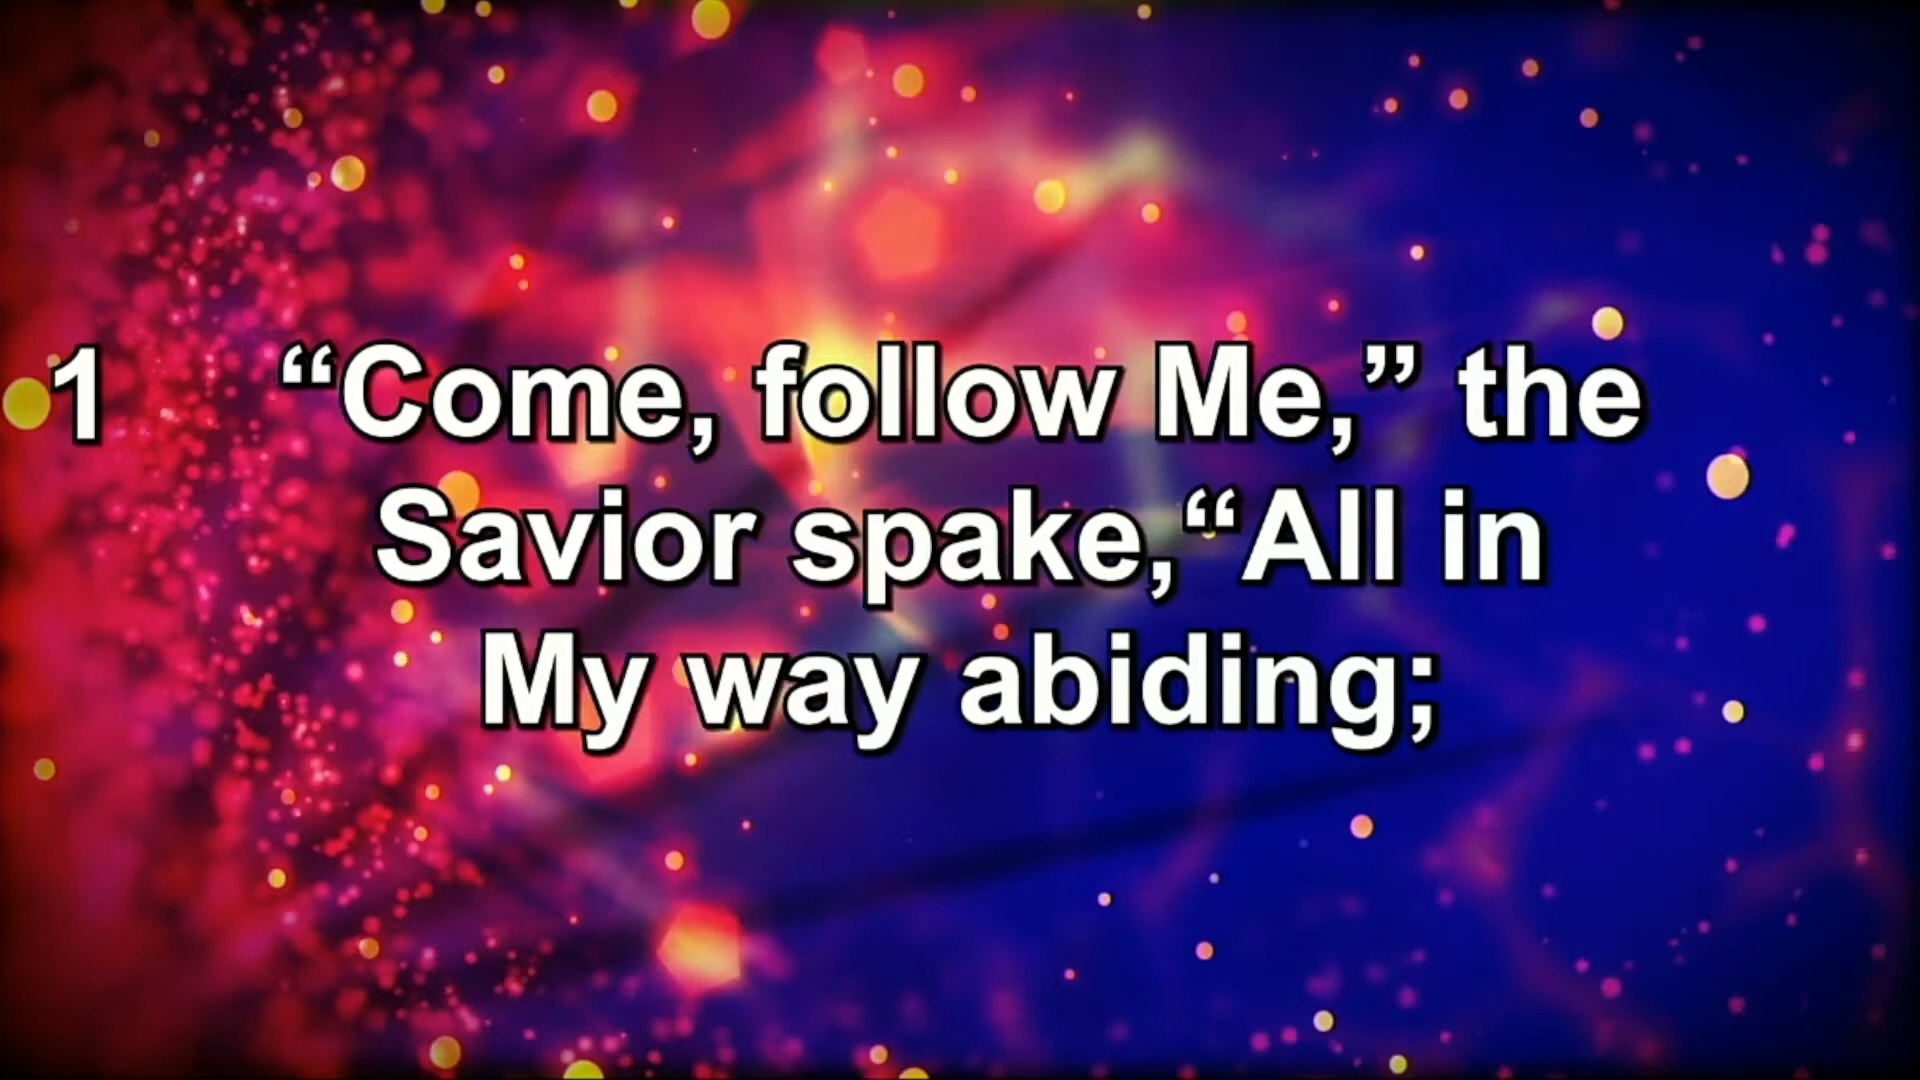 1 “Come, follow Me,” the
Savior spake,“All in
My way abiding;